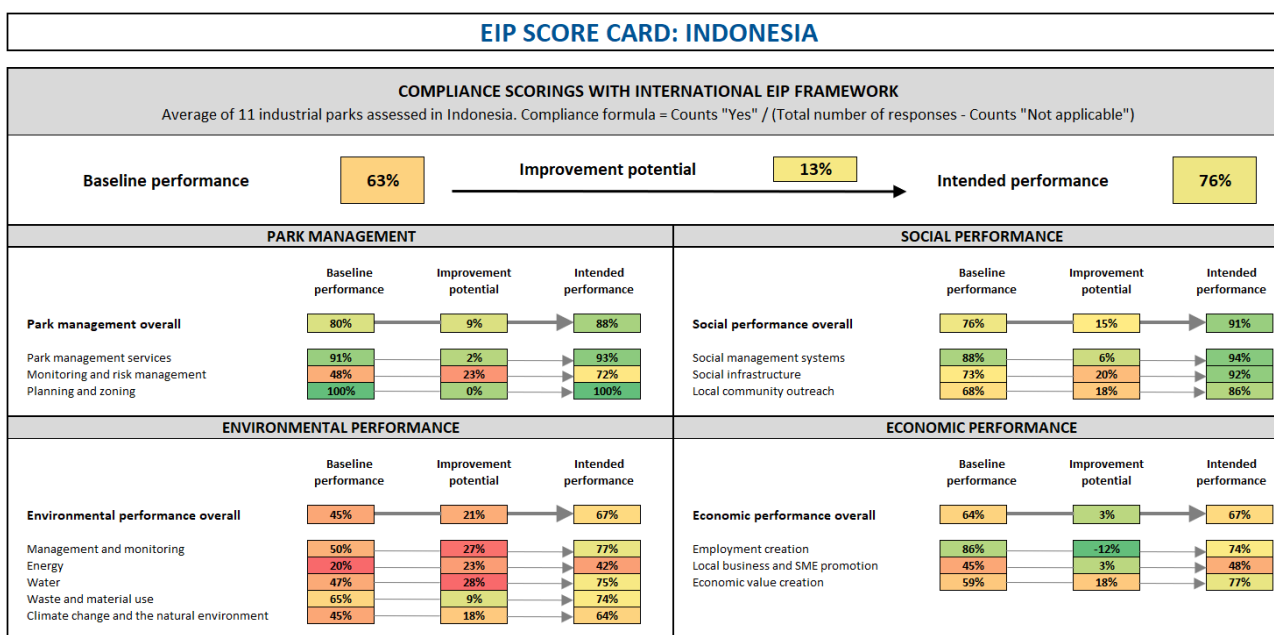 EIP SCORE CARD: INDONESIA
COMPLIANCE SCORINGS WITH INTERNATIONAL EIP FRAMEWORK
Average of 11 industrial parks assessed in Indonesia. Compliance formula = Counts "Yes" / (Total number of responses - Counts "Not applicable")
Baseline performance 63% Improvement potential 13% Intended performance 76%
PARK MANAGEMENT
Baseline performance Improvement potential Intended performance
Park management overall 80% 9% 88%
Park management services 91% 2% 93%
Monitoring and risk management 48% 23% 72%
Planning and zoning 100% 0% 100%
SOCIAL PERFORMANCE
Baseline performance Improvement potential Intended performance
Social performance overall 76% 15% 91%
Social management systems 88% 6% 94%
Social infrastructure 73% 20% 92%
Local community outreach 68% 18% 86%
ENVIRONMENTAL PERFORMANCE
Baseline performance Improvement potential Intended performance
Environmental performance overall 45% 21% 67%
Management and monitoring 50% 27% 77%
Energy 20% 23% 42%
Water 47% 28% 75%
Waste and material use 65% 9% 74%
Climate change and the natural environment 45% 18% 64%
ECONOMIC PERFORMANCE
Baseline performance Improvement potential Intended performance
Economic performance overall 64% 3% 67%
Employment creation 86% -12% 74%
Local business and SME promotion 45% 3% 48%
Economic value creation 59% 18% 77%